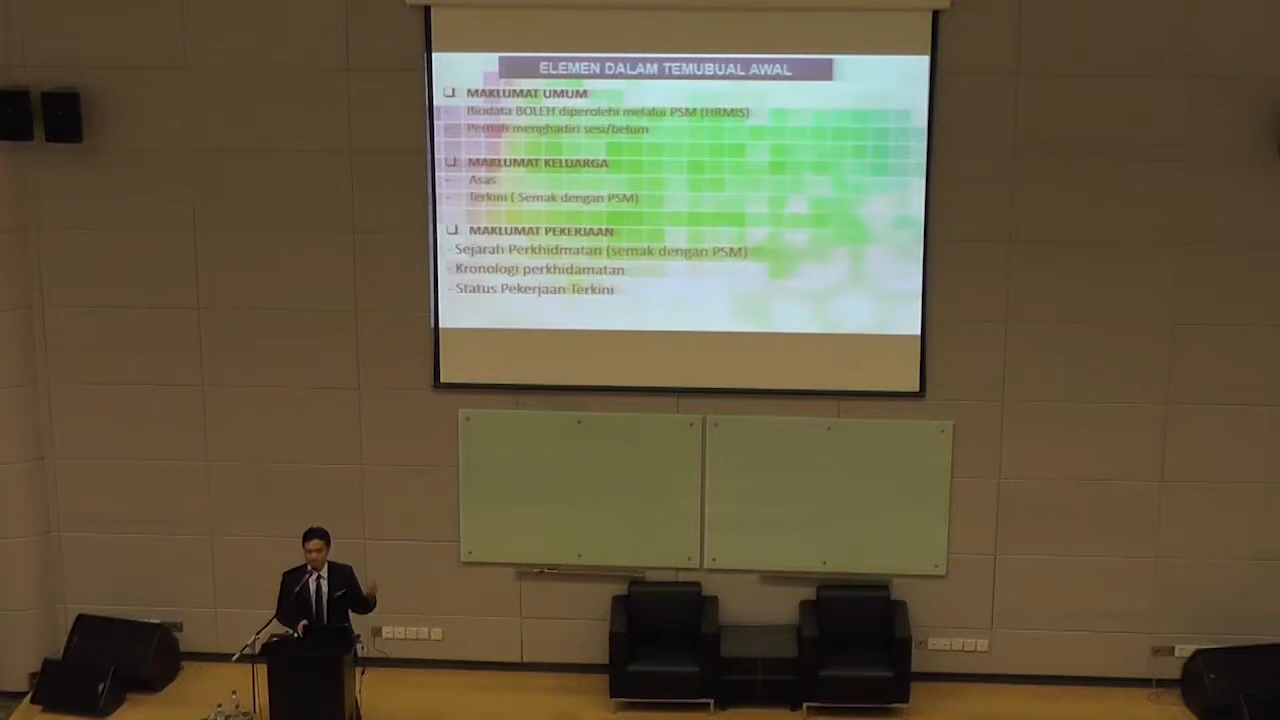 ELEMEN DALAM TEMUBUAL AWAL
❑ MAKLUMAT UMUM
- Biodata BOLEH diperolehi melalui PSM (HRMIS)
- Pernah menghadiri sesi/belum
❑ MAKLUMAT KELUARGA
- Asas
- Terkini ( Semak dengan PSM)
❑ MAKLUMAT PEKERJAAN
- Sejarah Perkhidmatan (semak dengan PSM)
- Kronologi perkhidamatan
- Status Pekerjaan Terkini